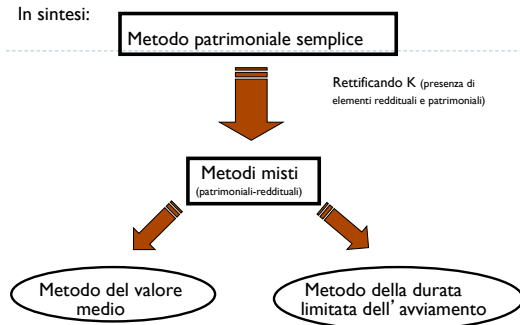 In sintesi:
Metodo patrimoniale semplice
Rettificando K (presenza di
elementi reddituali e patrimoniali)
Metodi misti
(patrimoniali-reddituali)
Metodo del valore
medio
Metodo della durata
limitata dell’ avviamento